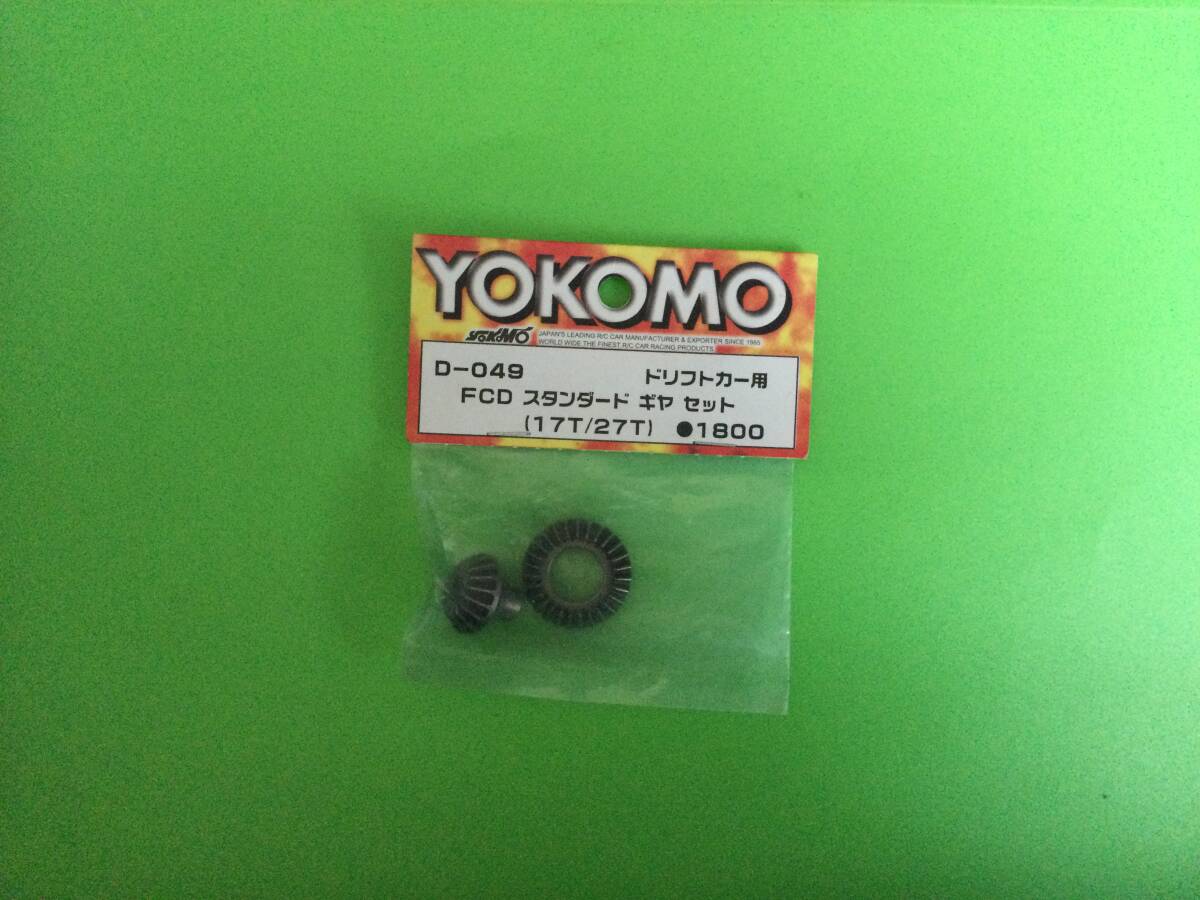 YOKOMO
YOKOMO JAPAN'S LEADING R/C CAR MANUFACTURER & EXPORTER SINCE 1965
WORLD WIDE THE FINEST R/C CAR RACING PRODUCTS
D-049 ドリフトカー用
FCD スタンダード ギヤ セット
(17T/27T) ●1800